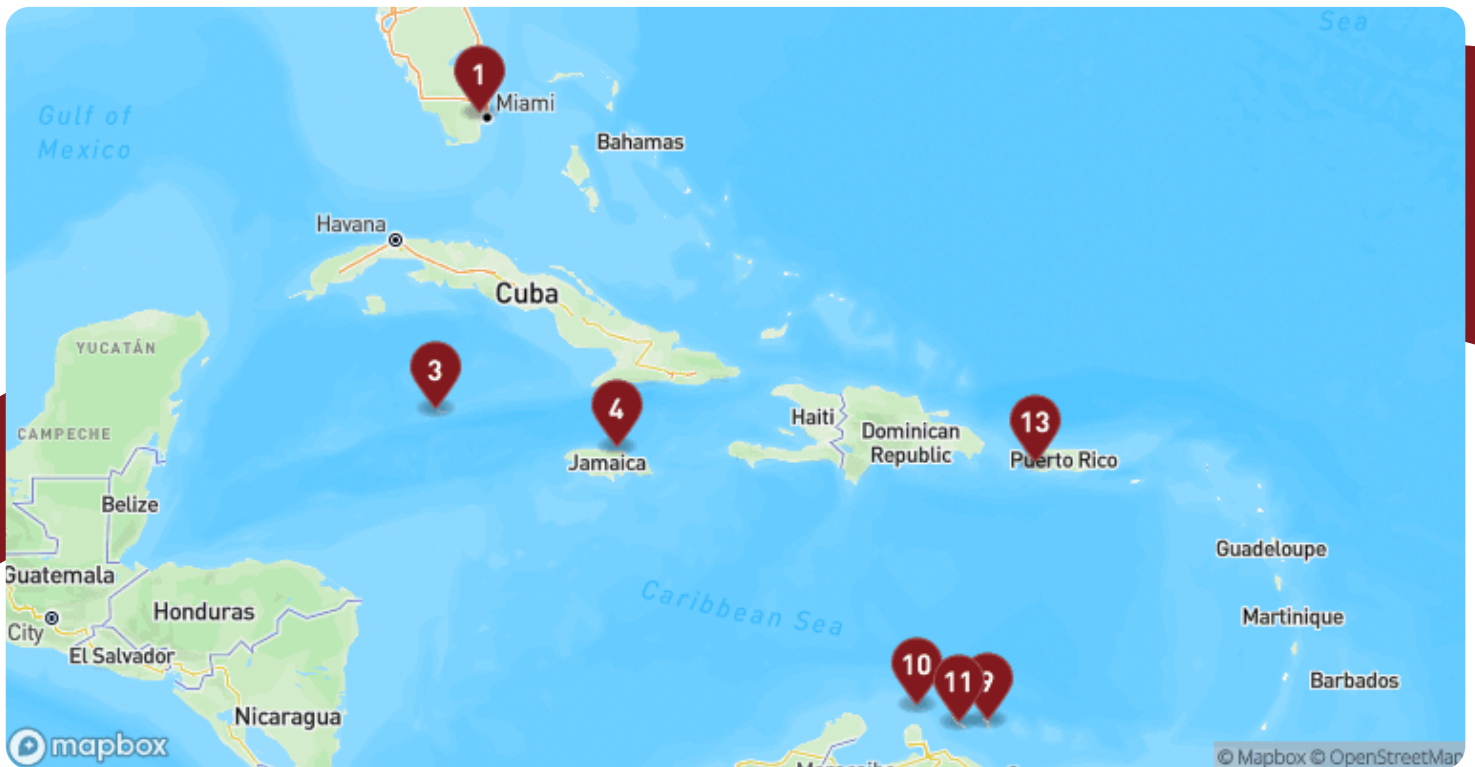 Sea
1
Miami
Gulf of
Mexico
Bahamas
Havana
Cuba
YUCATÁN
3
4
13
CAMPECHE
Haiti
Dominican
Republic
Jamaica
Puerto Rico
Belize
Guadeloupe
Guatemala
Honduras
Caribbean Sea
Martinique
City
El Salvador
10
11
9
Barbados
Nicaragua
mapbox
© Mapbox © OpenStreetMap